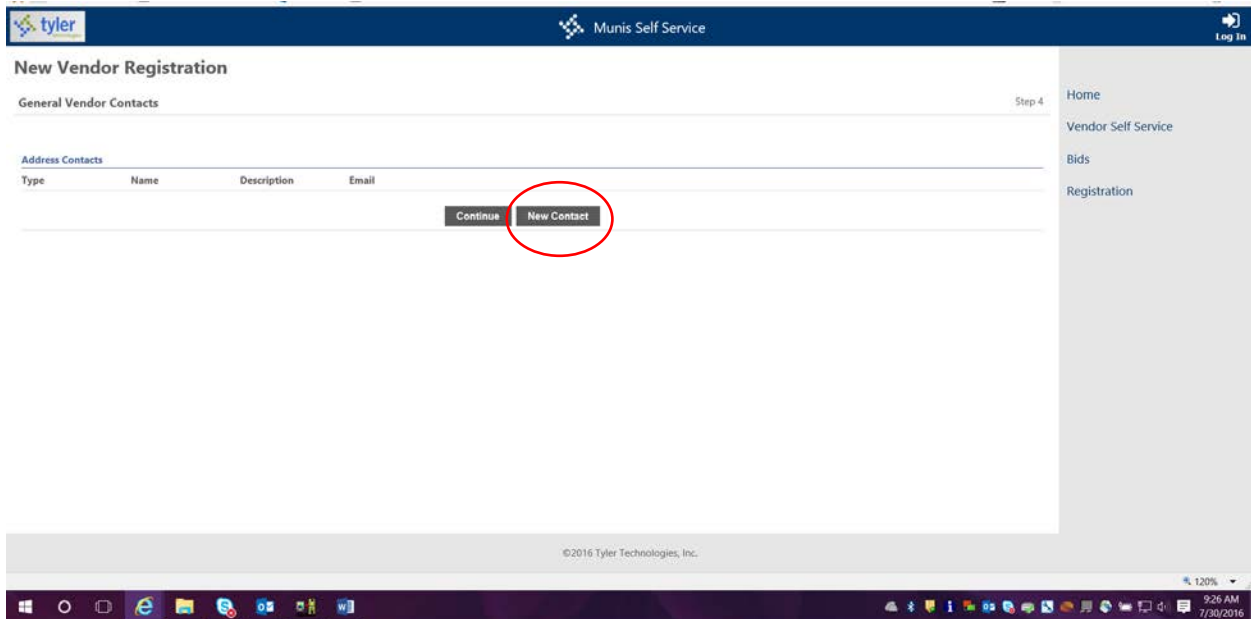 tyler
Munis Self Service
Log In
New Vendor Registration
General Vendor Contacts
Step 4
Home
Vendor Self Service
Bids
Registration
Address Contacts
Type Name Description Email
Continue New Contact
©2016 Tyler Technologies, Inc.
120%
9:26 AM
7/30/2016